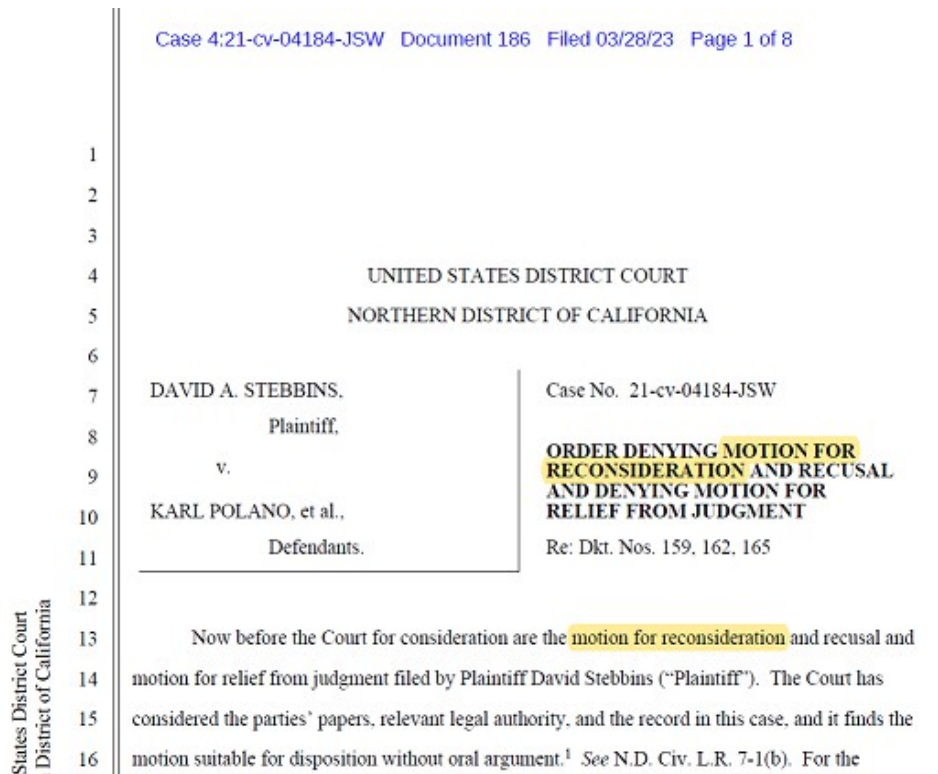 Case 4:21-cv-04184-JSW Document 186 Filed 03/28/23 Page 1 of 8
1
2
3
4 UNITED STATES DISTRICT COURT
5 NORTHERN DISTRICT OF CALIFORNIA
6
7 DAVID A. STEBBINS,
Plaintiff,
8
v.
9
10 KARL POLANO, et al.,
Defendants.
11
Case No. 21-cv-04184-JSW
ORDER DENYING MOTION FOR
RECONSIDERATION AND RECUSAL
AND DENYING MOTION FOR
RELIEF FROM JUDGMENT
Re: Dkt. Nos. 159, 162, 165
12
13 Now before the Court for consideration are the motion for reconsideration and recusal and
14 motion for relief from judgment filed by Plaintiff David Stebbins (“Plaintiff”). The Court has
15 considered the parties’ papers, relevant legal authority, and the record in this case, and it finds the
16 motion suitable for disposition without oral argument.¹ See N.D. Civ. L.R. 7-1(b). For the
States District Court
District of California